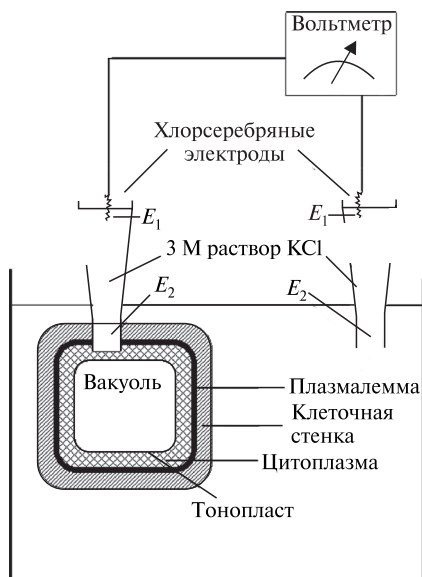 Вольтметр
Хлорсеребряные
электроды
E1
E1
3 М раствор KCl
E2
E2
Вакуоль
Плазмалемма
Клеточная
стенка
Цитоплазма
Тонопласт